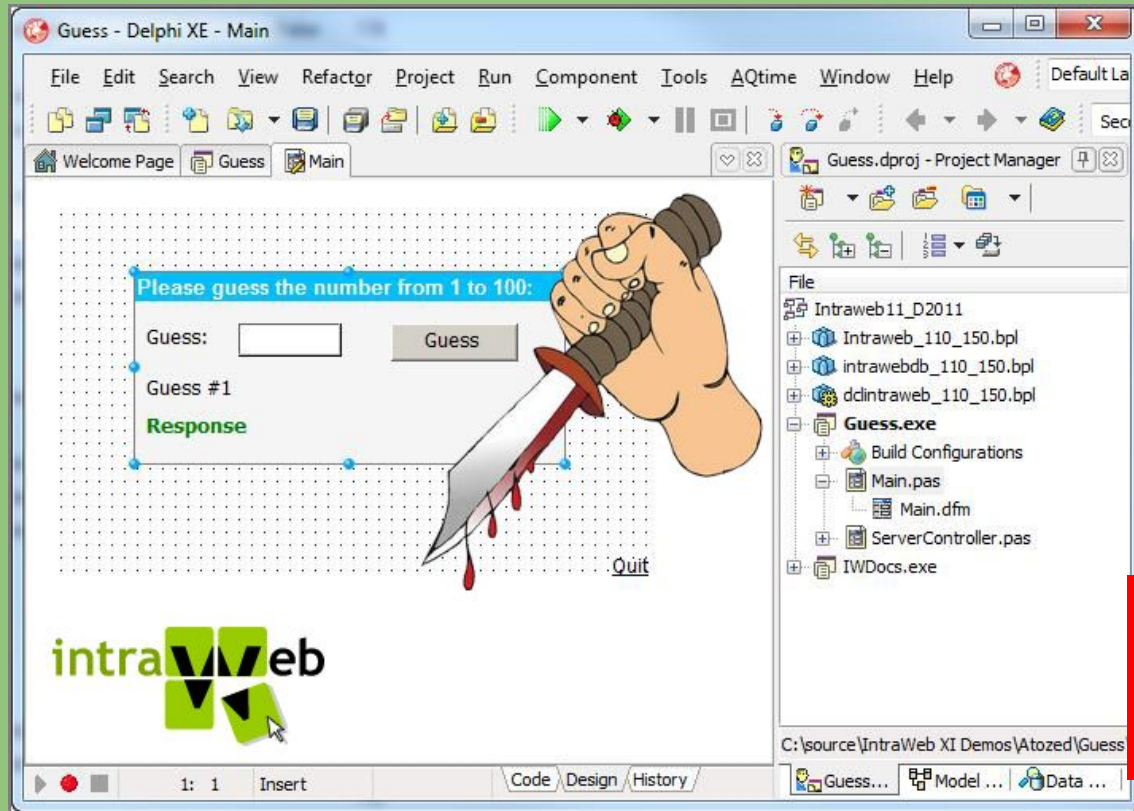 Guess - Delphi XE - Main
File Edit Search View Refactor Project Run Component Tools AQtime Window Help Default La
Welcome Page Guess Main
Guess.dproj - Project Manager
Please guess the number from 1 to 100:
Guess:
Guess
Guess #1
Response
Quit
intraWeb
File
Intraweb11_D2011
Intraweb_110_150.bpl
intrawebdb_110_150.bpl
dclintraweb_110_150.bpl
Guess.exe
Build Configurations
Main.pas
Main.dfm
ServerController.pas
IWDocs.exe
C:\source\IntraWeb XI Demos\Atozed\Guess
1: 1 Insert
Code Design History
Guess... Model ... Data ...